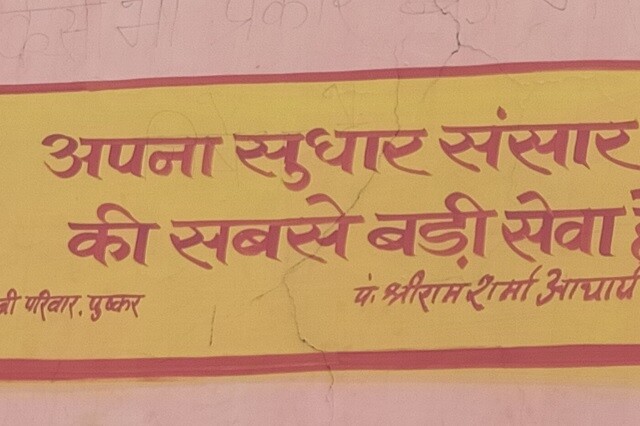 अपना सुधार संसार
की सबसे बड़ी सेवा
परिवार, पुष्कर
पं. श्रीराम शर्मा आचार्य